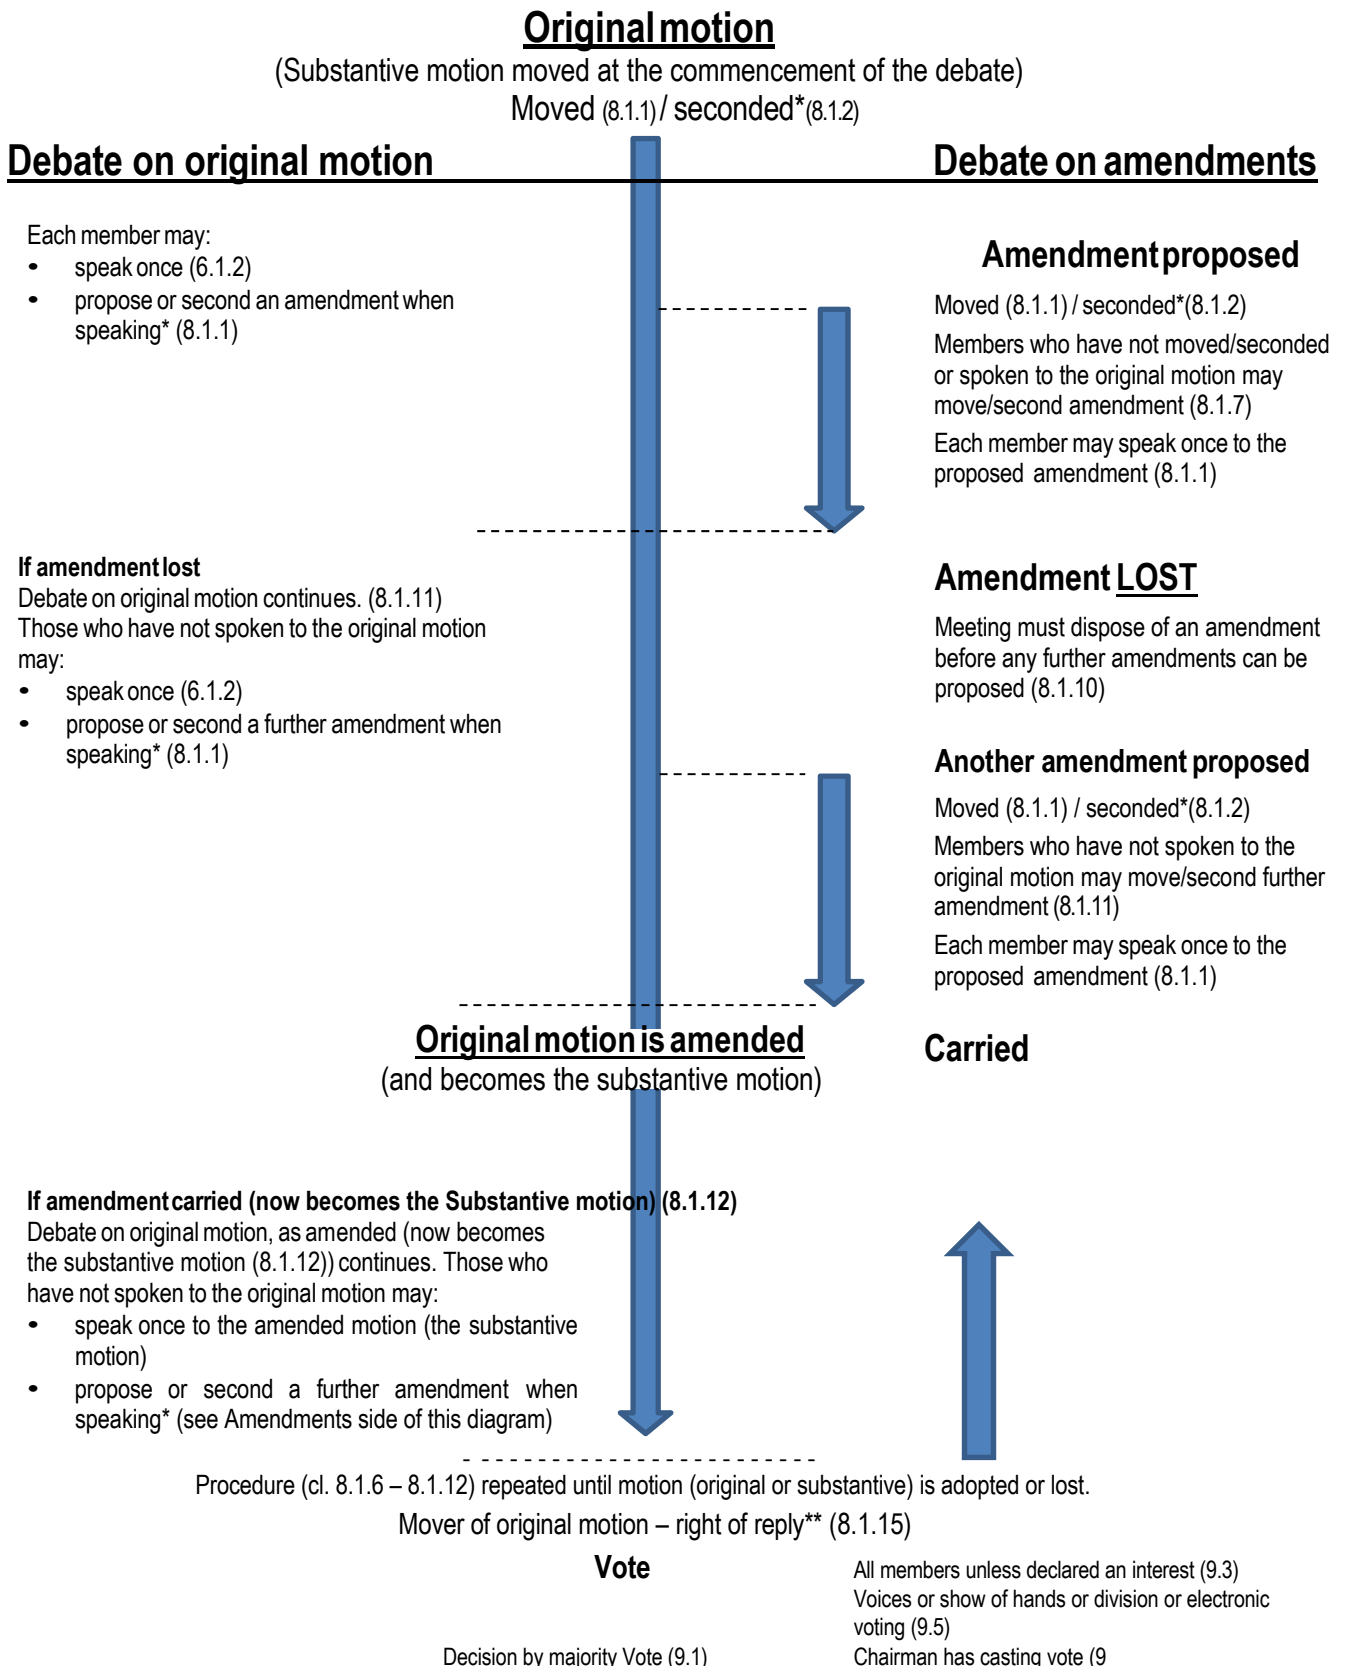 Original motion
(Substantive motion moved at the commencement of the debate)
Moved (8.1.1) / seconded*(8.1.2)
Debate on original motion
Debate on amendments
Each member may:
• speak once (6.1.2)
• propose or second an amendment when
speaking* (8.1.1)
Amendment proposed
Moved (8.1.1) / seconded*(8.1.2)
Members who have not moved/seconded
or spoken to the original motion may
move/second amendment (8.1.7)
Each member may speak once to the
proposed amendment (8.1.1)
If amendment lost
Debate on original motion continues. (8.1.11)
Those who have not spoken to the original motion
may:
• speak once (6.1.2)
• propose or second a further amendment when
speaking* (8.1.1)
Amendment LOST
Meeting must dispose of an amendment
before any further amendments can be
proposed (8.1.10)
Another amendment proposed
Moved (8.1.1) / seconded*(8.1.2)
Members who have not spoken to the
original motion may move/second further
amendment (8.1.11)
Each member may speak once to the
proposed amendment (8.1.1)
Original motion is amended
(and becomes the substantive motion)
Carried
If amendment carried (now becomes the Substantive motion) (8.1.12)
Debate on original motion, as amended (now becomes
the substantive motion (8.1.12)) continues. Those who
have not spoken to the original motion may:
• speak once to the amended motion (the substantive
motion)
• propose or second a further amendment when
speaking* (see Amendments side of this diagram)
Procedure (cl. 8.1.6 – 8.1.12) repeated until motion (original or substantive) is adopted or lost.
Mover of original motion – right of reply** (8.1.15)
Vote
All members unless declared an interest (9.3)
Voices or show of hands or division or electronic
voting (9.5)
Decision by majority Vote (9.1)
Chairman has casting vote (9